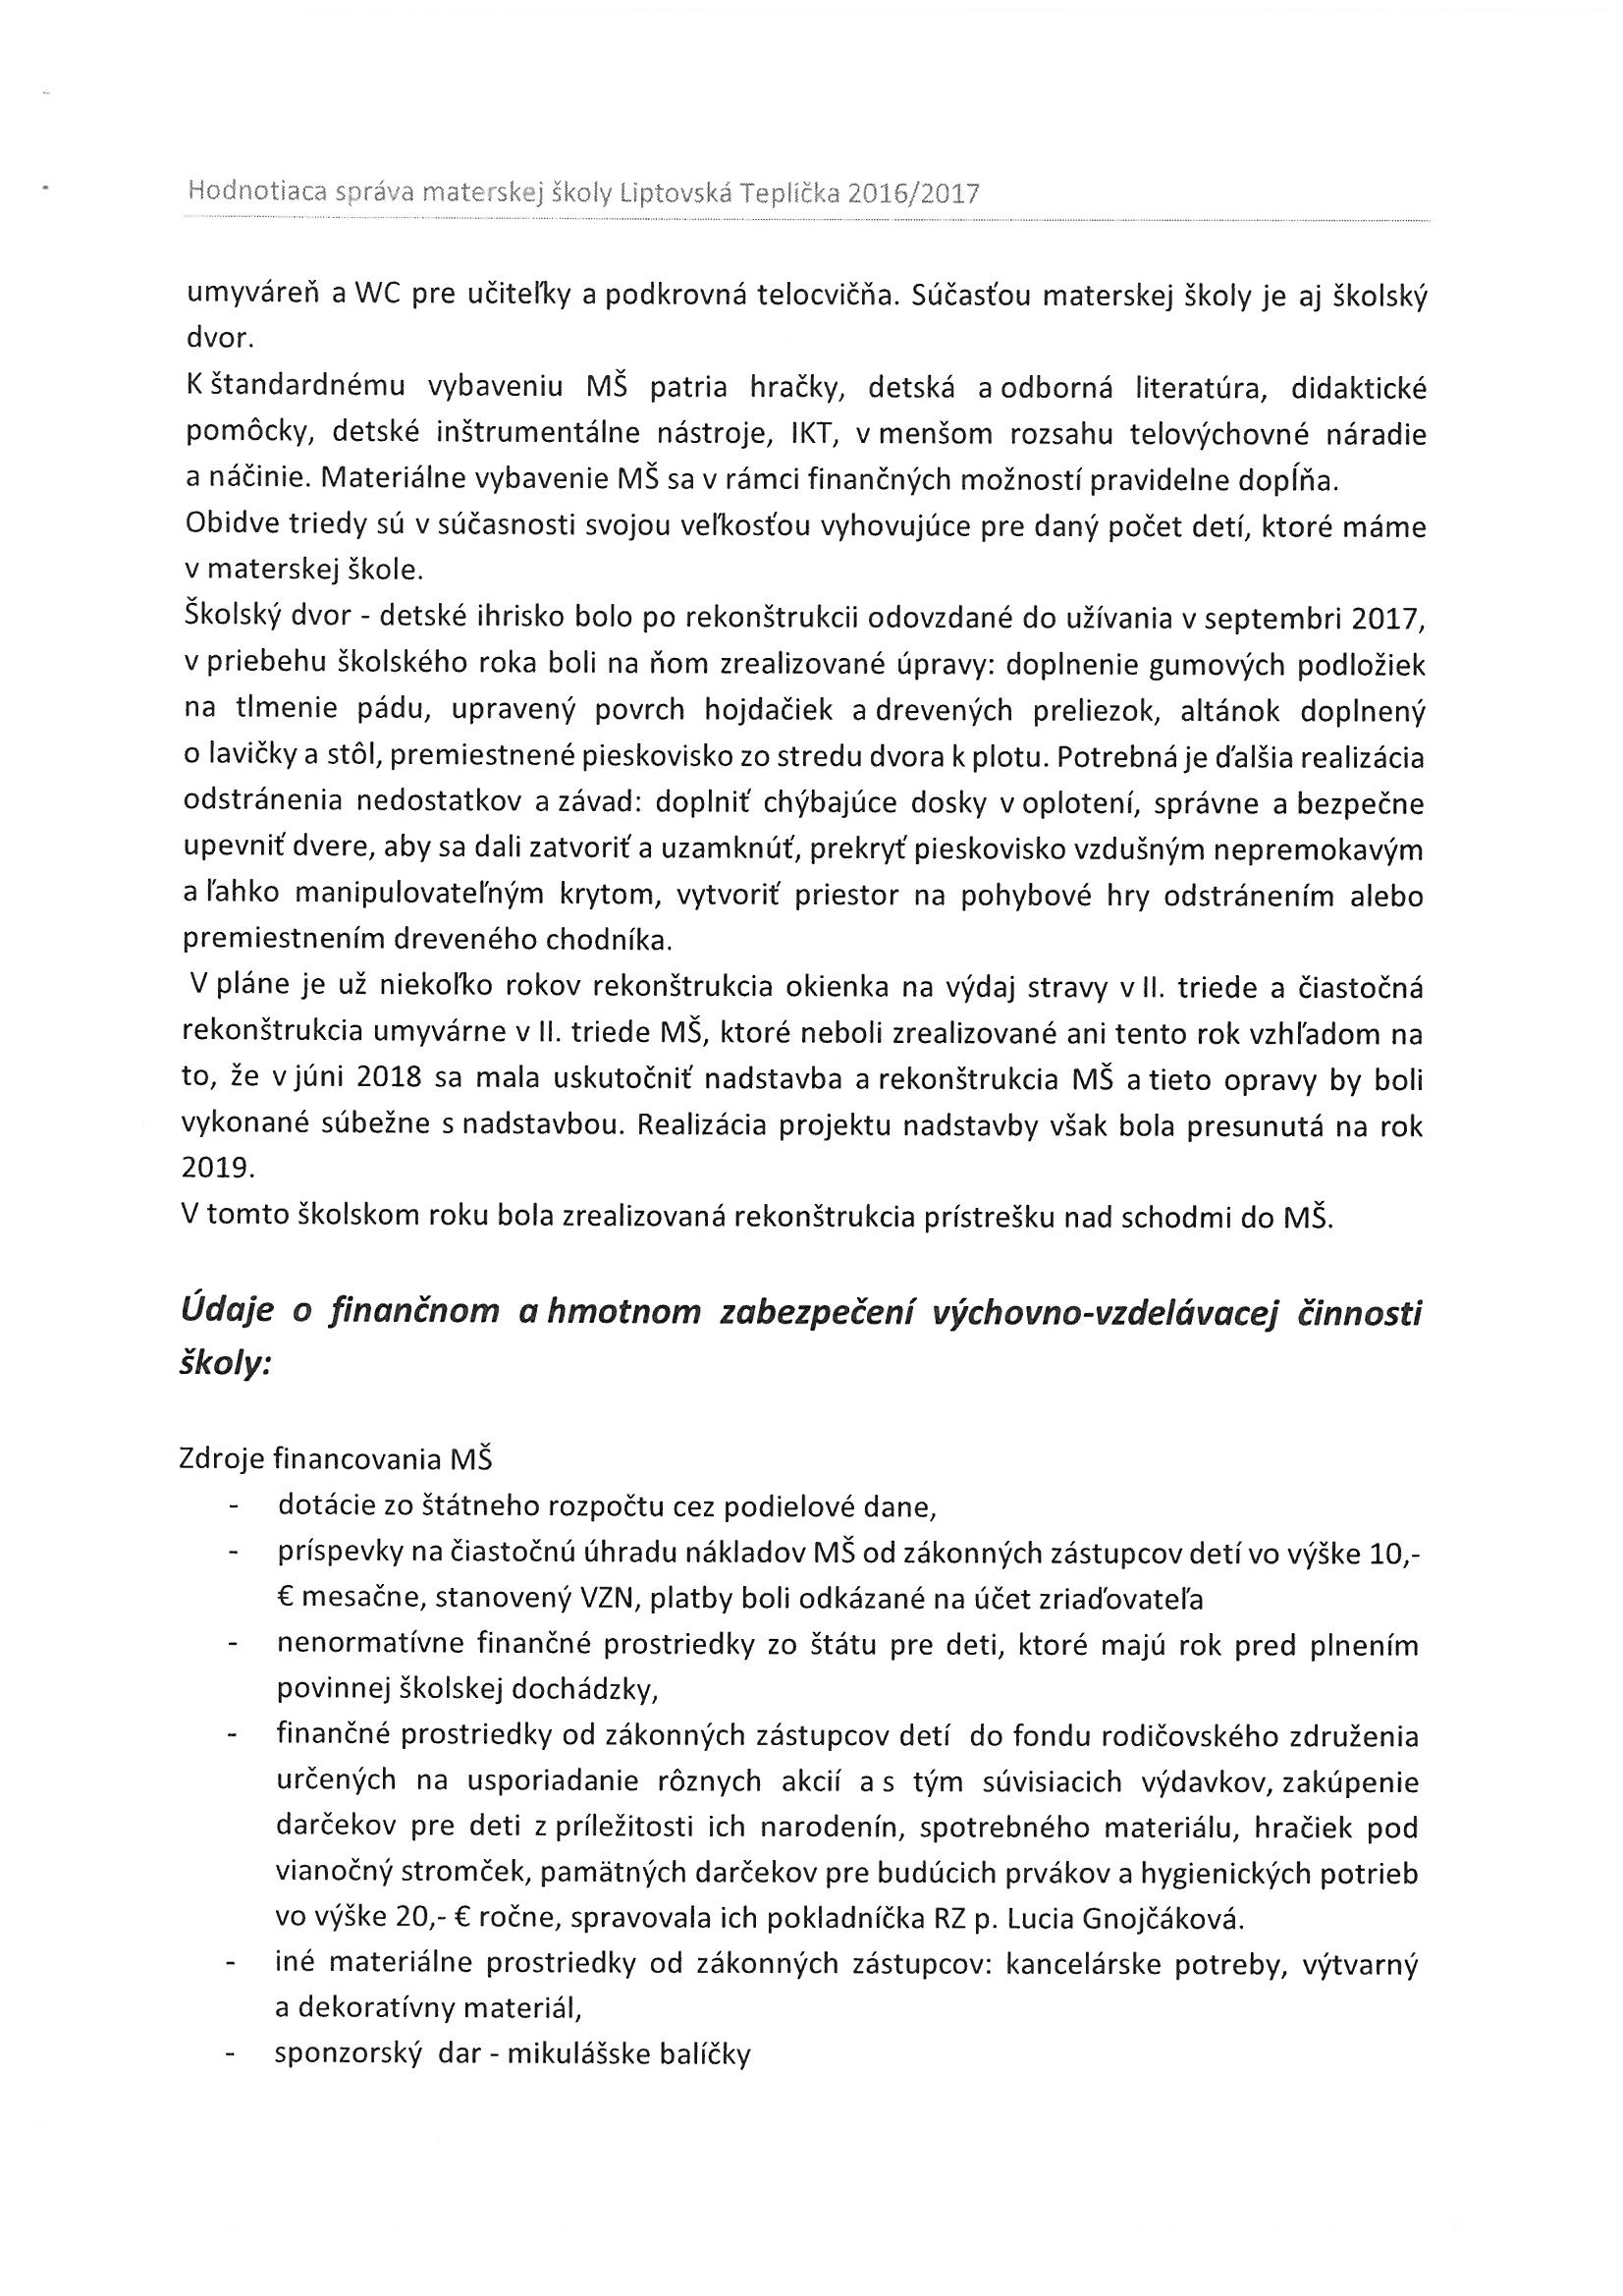 Hodnotiaca správa materskej školy Liptovská Teplička 2016/2017
umyváreň a WC pre učiteľky a podkrovná telocvičňa. Súčasťou materskej školy je aj školský
dvor.
K štandardnému vybaveniu MŠ patria hračky, detská a odborná literatúra, didaktické
pomôcky, detské inštrumentálne nástroje, IKT, v menšom rozsahu telovýchovné náradie
a náčinie. Materiálne vybavenie MŠ sa v rámci finančných možností pravidelne dopĺňa.
Obidve triedy sú v súčasnosti svojou veľkosťou vyhovujúce pre daný počet detí, ktoré máme
v materskej škole.
Školský dvor - detské ihrisko bolo po rekonštrukcii odovzdané do užívania v septembri 2017,
v priebehu školského roka boli na ňom zrealizované úpravy: doplnenie gumových podložiek
na tlmenie pádu, upravený povrch hojdačiek a drevených preliezok, altánok doplnený
o lavičky a stôl, premiestnené pieskovisko zo stredu dvora k plotu. Potrebná je ďalšia realizácia
odstránenia nedostatkov a závad: doplniť chýbajúce dosky v oplotení, správne a bezpečne
upevniť dvere, aby sa dali zatvoriť a uzamknúť, prekryť pieskovisko vzdušným nepremokavým
a ľahko manipulovateľným krytom, vytvoriť priestor na pohybové hry odstránením alebo
premiestnením dreveného chodníka.
V pláne je už niekoľko rokov rekonštrukcia okienka na výdaj stravy v II. triede a čiastočná
rekonštrukcia umyvárne v II. triede MŠ, ktoré neboli zrealizované ani tento rok vzhľadom na
to, že v júni 2018 sa mala uskutočniť nadstavba a rekonštrukcia MŠ a tieto opravy by boli
vykonané súbežne s nadstavbou. Realizácia projektu nadstavby však bola presunutá na rok
2019.
V tomto školskom roku bola zrealizovaná rekonštrukcia prístrešku nad schodmi do MŠ.
Údaje o finančnom a hmotnom zabezpečení výchovno-vzdelávacej činnosti
školy:
Zdroje financovania MŠ
- dotácie zo štátneho rozpočtu cez podielové dane,
- príspevky na čiastočnú úhradu nákladov MŠ od zákonných zástupcov detí vo výške 10,-
€ mesačne, stanovený VZN, platby boli odkázané na účet zriaďovateľa
- nenormatívne finančné prostriedky zo štátu pre deti, ktoré majú rok pred plnením
povinnej školskej dochádzky,
- finančné prostriedky od zákonných zástupcov detí do fondu rodičovského združenia
určených na usporiadanie rôznych akcií a s tým súvisiacich výdavkov, zakúpenie
darčekov pre deti z príležitosti ich narodenín, spotrebného materiálu, hračiek pod
vianočný stromček, pamätných darčekov pre budúcich prvákov a hygienických potrieb
vo výške 20,- € ročne, spravovala ich pokladníčka RZ p. Lucia Gnojčáková.
- iné materiálne prostriedky od zákonných zástupcov: kancelárske potreby, výtvarný
a dekoratívny materiál,
- sponzorský dar - mikulášske balíčky